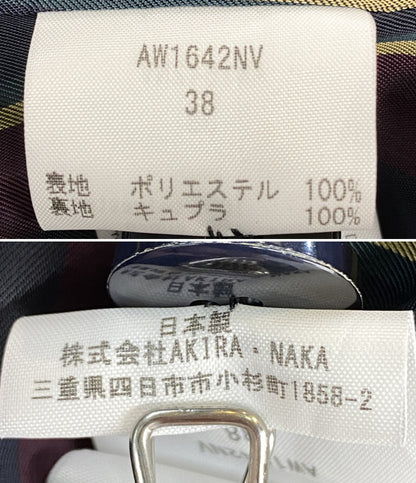 AW1642NV
38
表地 ポリエステル 100%
裏地 キュプラ 100%
日本製
株式会社AKIRA・NAKA
三重県四日市市小杉町1858-2
AW1642NV